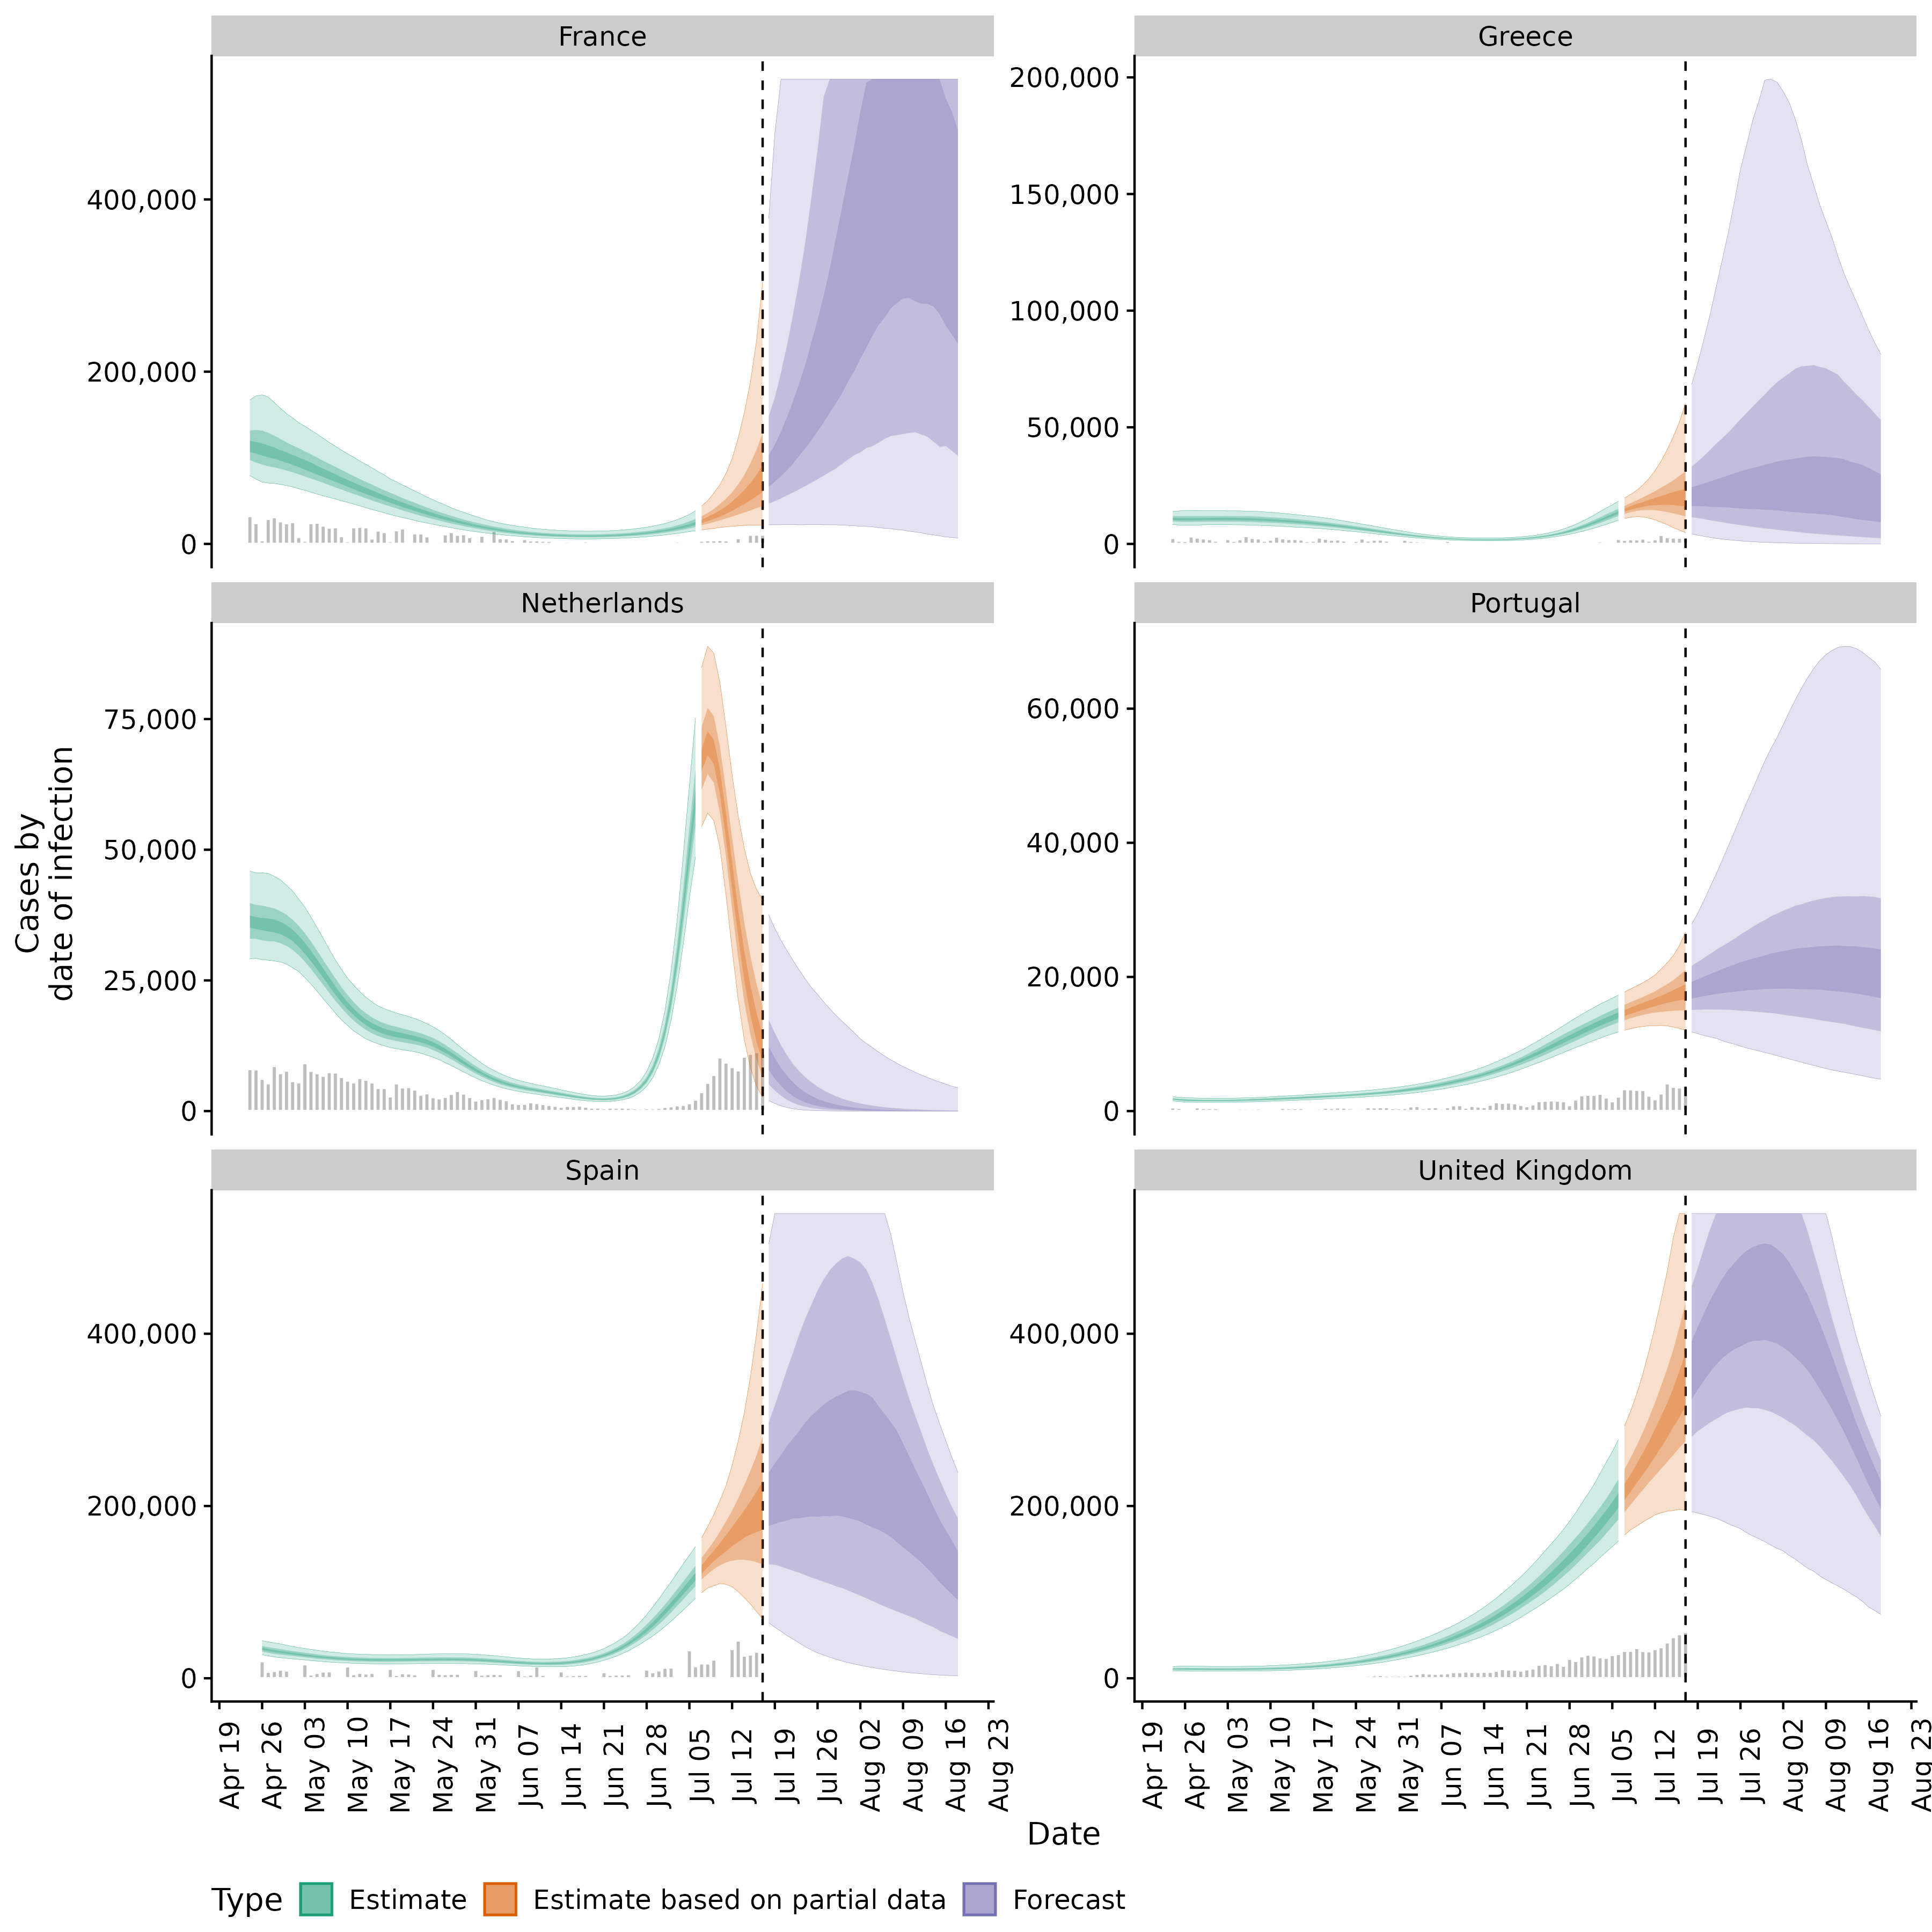 France
Greece
400,000
200,000
0
200,000
150,000
100,000
50,000
0
Netherlands
Portugal
75,000
50,000
25,000
0
60,000
40,000
20,000
0
Cases by
date of infection
Spain
United Kingdom
400,000
200,000
0
400,000
200,000
0
Apr 19
Apr 26
May 03
May 10
May 17
May 24
May 31
Jun 07
Jun 14
Jun 21
Jun 28
Jul 05
Jul 12
Jul 19
Jul 26
Aug 02
Aug 09
Aug 16
Aug 23
Apr 19
Apr 26
May 03
May 10
May 17
May 24
May 31
Jun 07
Jun 14
Jun 21
Jun 28
Jul 05
Jul 12
Jul 19
Jul 26
Aug 02
Aug 09
Aug 16
Aug 23
Date
Type Estimate Estimate based on partial data Forecast